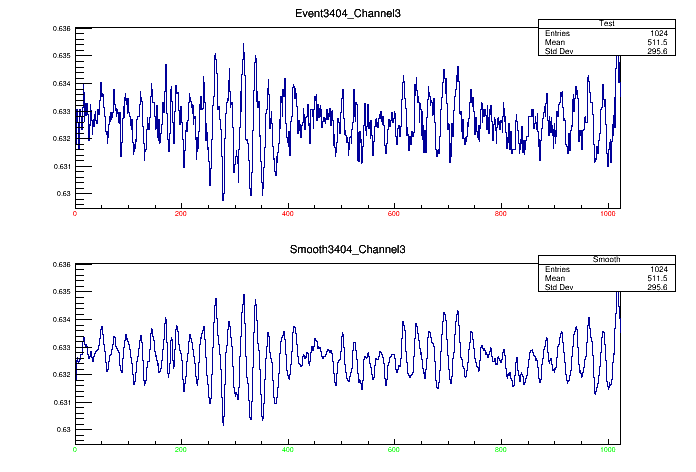 Event3404_Channel3
Test
Entries 1024
Mean 511.5
Std Dev 295.6
0.636
0.635
0.634
0.633
0.632
0.631
0.63
0 200 400 600 800 1000
Smooth3404_Channel3
Smooth
Entries 1024
Mean 511.5
Std Dev 295.6
0.636
0.635
0.634
0.633
0.632
0.631
0.63
0 200 400 600 800 1000